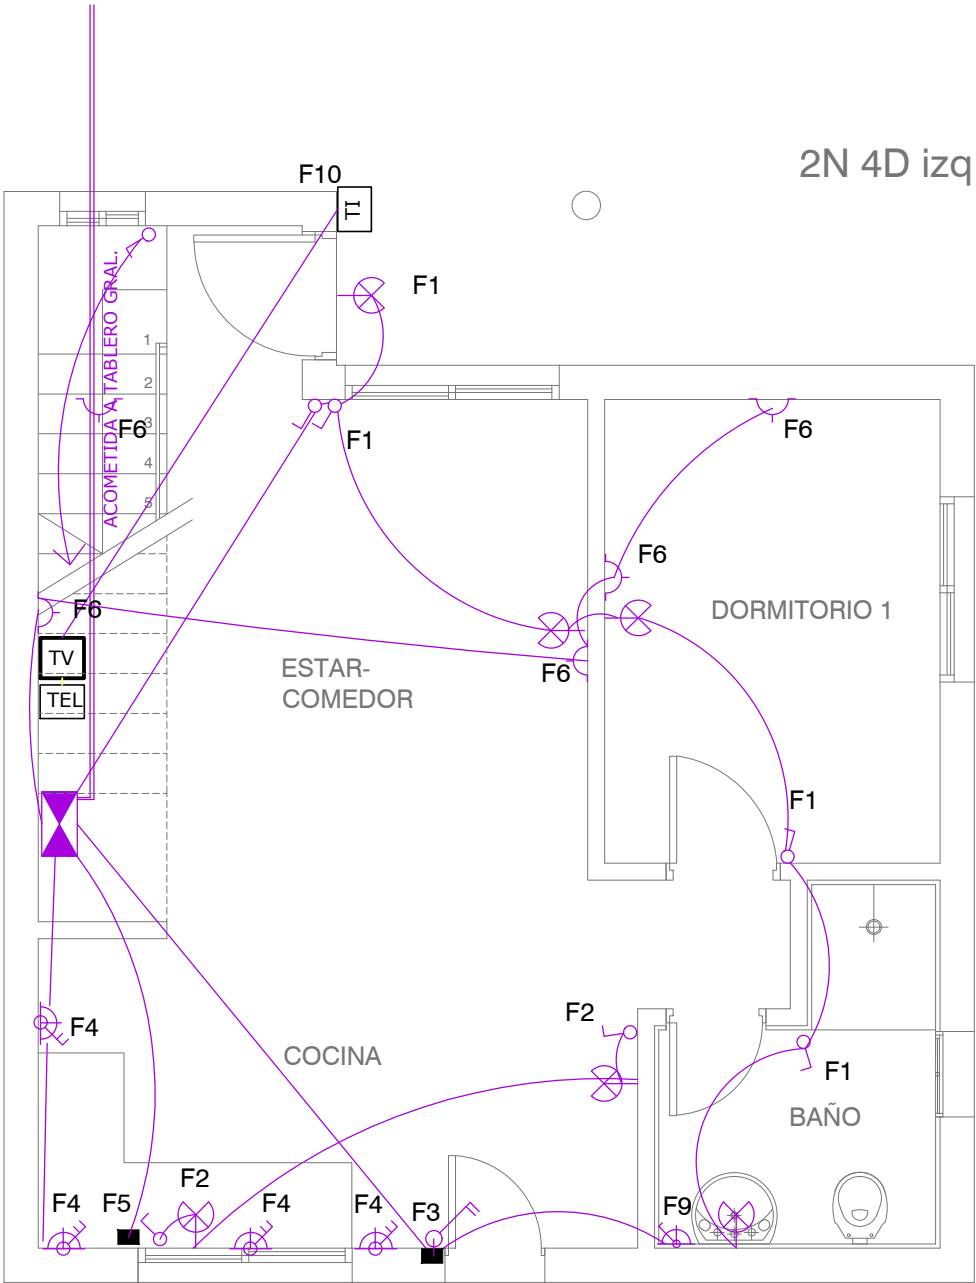 2N 4D izq
F10
TI
F1
ACOMETIDA A TABLERO GRAL.
1
2
3
4
5
F6
F1
F6
F6
F6
DORMITORIO 1
TV
TEL
ESTAR-
COMEDOR
F6
F1
F2
F4
COCINA
F1
BAÑO
F4
F5
F2
F4
F4
F3
F9